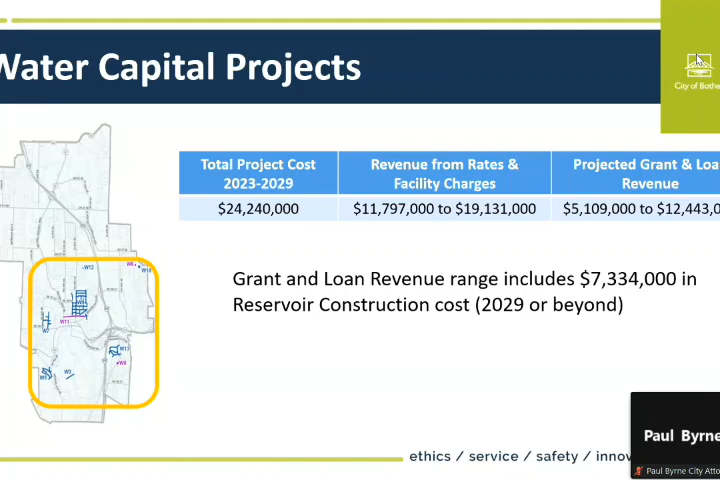 Water Capital Projects
City of Bothe
Total Project Cost
2023-2029
Revenue from Rates &
Facility Charges
Projected Grant & Loa
Revenue
$24,240,000
$11,797,000 to $19,131,000
$5,109,000 to $12,443,0
Grant and Loan Revenue range includes $7,334,000 in
Reservoir Construction cost (2029 or beyond)
W12
W11
ethics / service / safety / innov
Paul Byrne
Paul Byrne City Atto